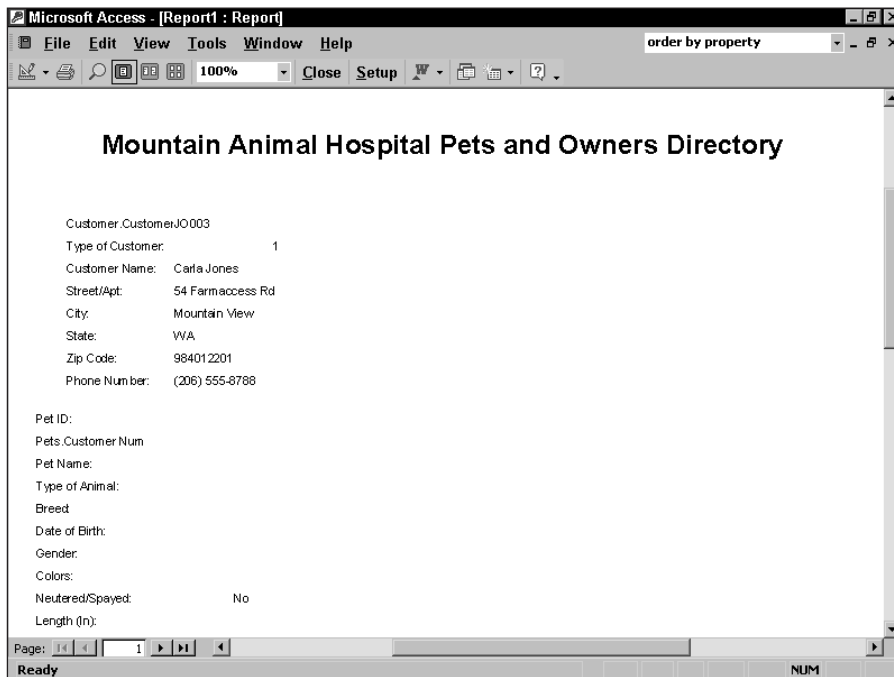 Microsoft Access - [Report1 : Report]
File Edit View Tools Window Help order by property
100% Close Setup
Mountain Animal Hospital Pets and Owners Directory
Customer.CustomerJO003
Type of Customer: 1
Customer Name: Carla Jones
Street/Apt: 54 Farmaccess Rd
City: Mountain View
State: WA
Zip Code: 984012201
Phone Number: (206) 555-8788
Pet ID:
Pets.Customer Num
Pet Name:
Type of Animal:
Breed
Date of Birth:
Gender:
Colors:
Neutered/Spayed: No
Length (In):
Page: 1
Ready NUM